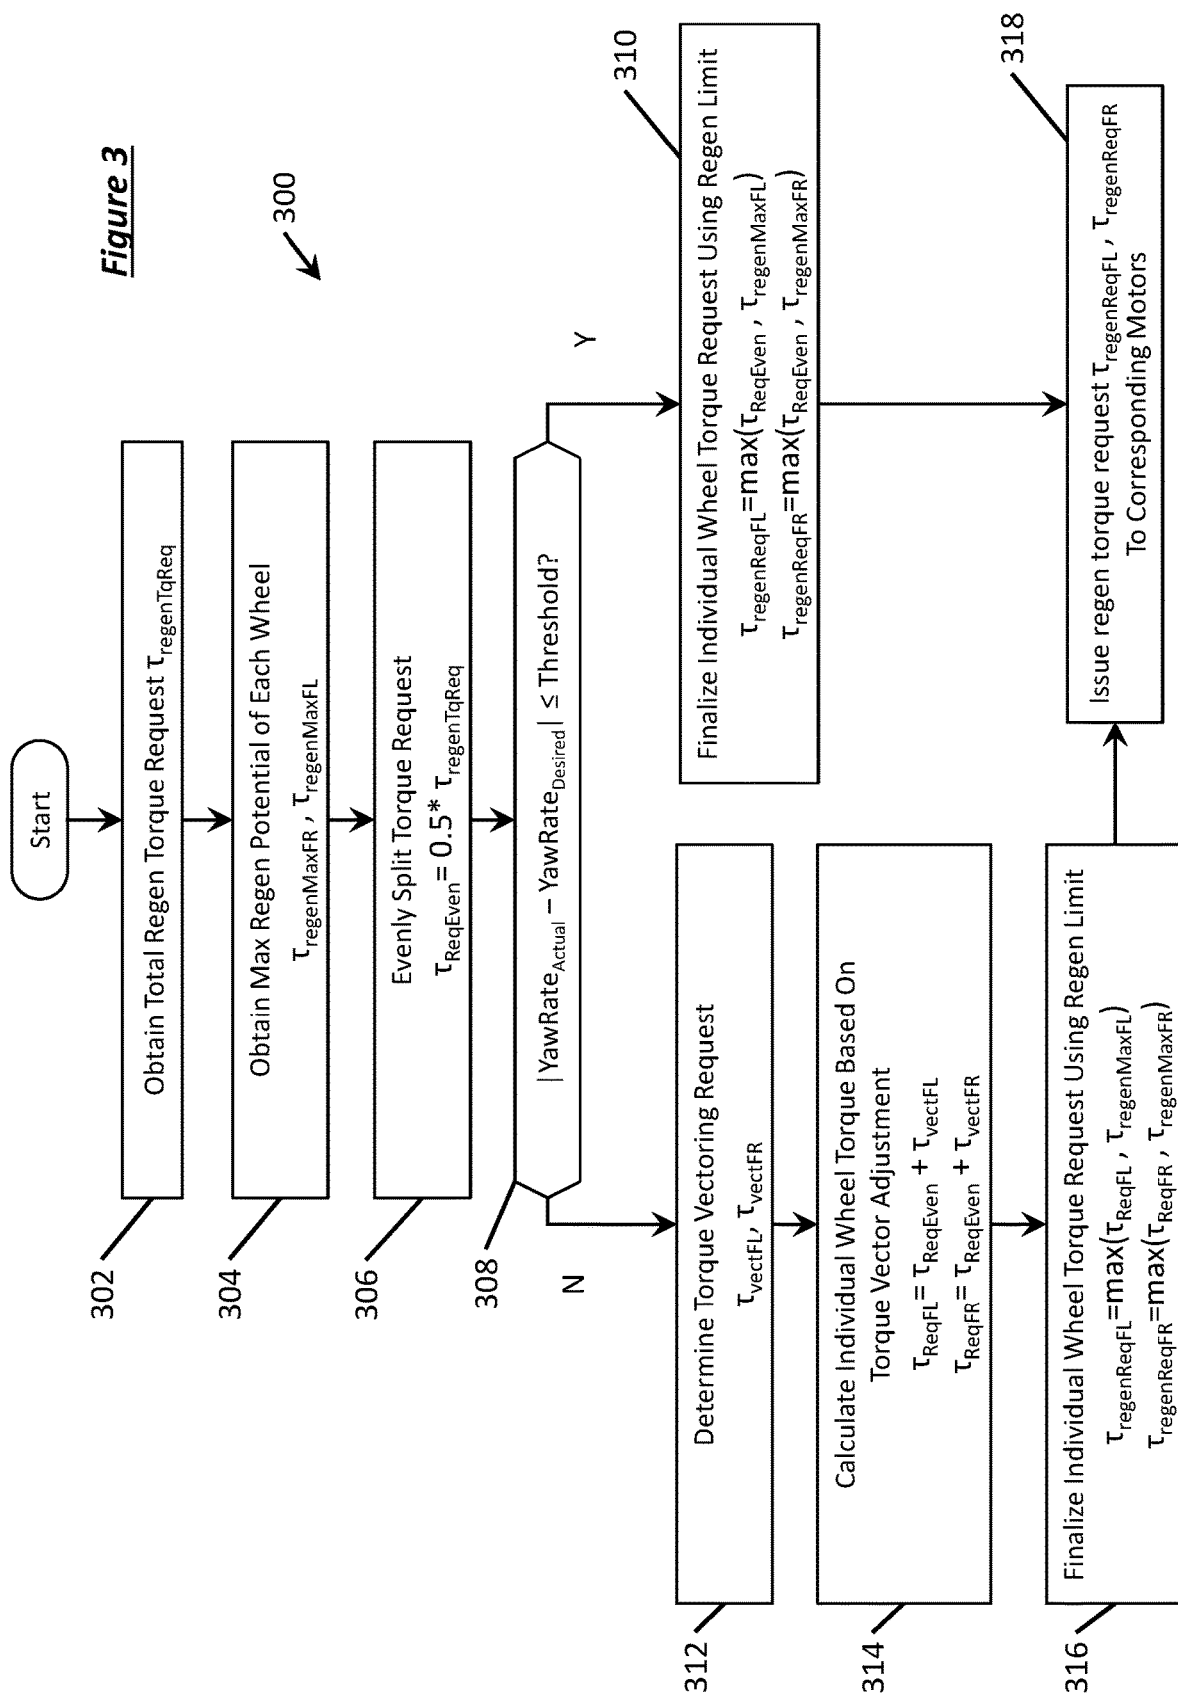 Figure 3
300
Start
302
Obtain Total Regen Torque Request τregenTqReq
304
Obtain Max Regen Potential of Each Wheel
τregenMaxFR , τregenMaxFL
306
Evenly Split Torque Request
τReqEven= 0.5* τregenTqReq
308
|YawRateActual – YawRateDesired| ≤ Threshold?
N
Y
310
Finalize Individual Wheel Torque Request Using Regen Limit
τregenReqFL=max(τReqEven , τregenMaxFL)
τregenReqFR=max(τReqEven , τregenMaxFR)
312
Determine Torque Vectoring Request
τvectFL, τvectFR
314
Calculate Individual Wheel Torque Based On
Torque Vector Adjustment
τReqFL= τReqEven + τvectFL
τReqFR= τReqEven + τvectFR
316
Finalize Individual Wheel Torque Request Using Regen Limit
τregenReqFL=max(τReqFL , τregenMaxFL)
τregenReqFR=max(τReqFR , τregenMaxFR)
318
Issue regen torque request τregenReqFL , τregenReqFR
To Corresponding Motors